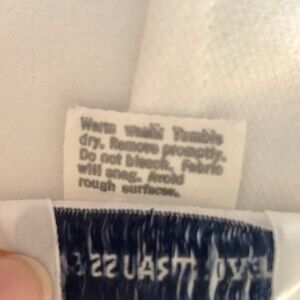 Warm wash Tumble
dry. Remove promptly.
Do not bleach. Fabric
will snag. Avoid
rough surfaces.